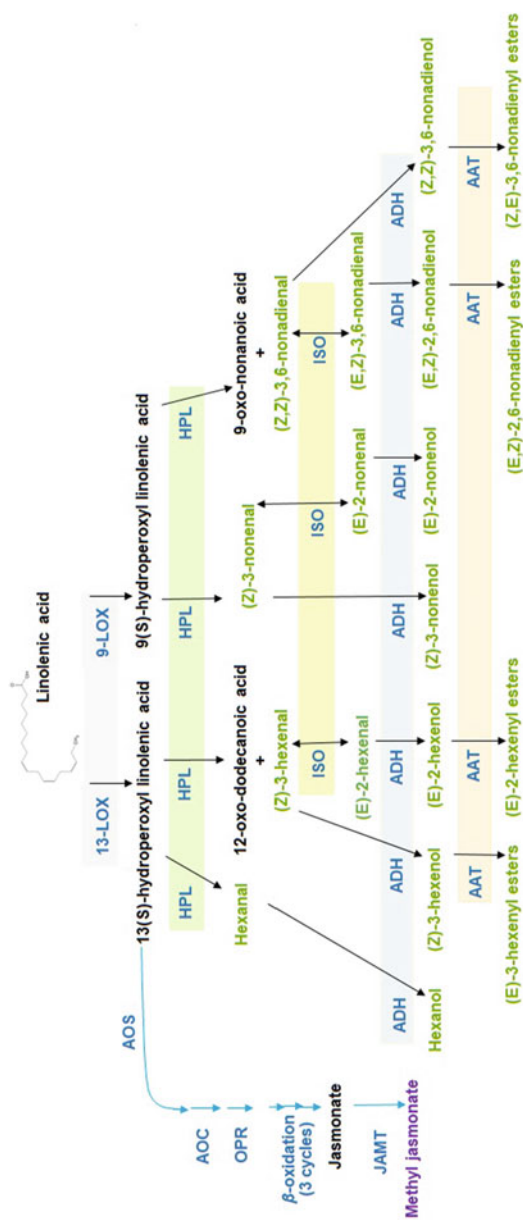 Linolenic acid
13-LOX
9-LOX
13(S)-hydroperoxyl linolenic acid
9(S)-hydroperoxyl linolenic acid
AOS
HPL
HPL
HPL
HPL
AOC
OPR
Hexanal
12-oxo-dodecanoic acid
+
(Z)-3-hexenal
(Z)-3-nonenal
9-oxo-nonanoic acid
+
(Z,Z)-3,6-nonadienal
β-oxidation
(3 cycles)
ISO
ISO
ISO
Jasmonate
(E)-2-hexenal
(E)-2-nonenal
(E,Z)-3,6-nonadienal
JAMT
ADH
ADH
ADH
ADH
ADH
ADH
ADH
Methyl jasmonate
Hexanol
(Z)-3-hexenol
(E)-2-hexenol
(Z)-3-nonenol
(E)-2-nonenol
(E,Z)-2,6-nonadienol
(Z,Z)-3,6-nonadienol
AAT
AAT
AAT
AAT
(E)-3-hexenyl esters
(E)-2-hexenyl esters
(E,Z)-2,6-nonadienyl esters
(Z,E)-3,6-nonadienyl esters